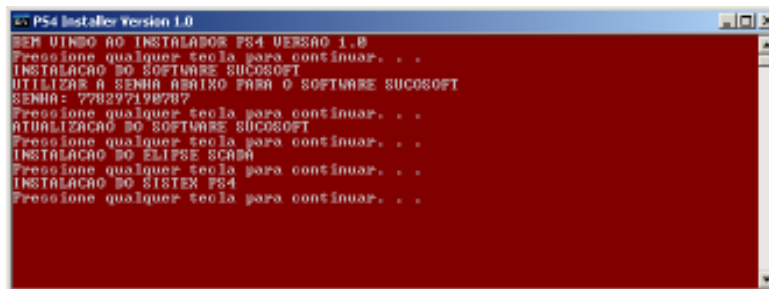 PS4 Installer Version 1.0
BEM VINDO AO INSTALADOR PS4 VERSAO 1.0
Pressione qualquer tecla para continuar. . .
INSTALACAO DO SOFTWARE SUCOSOFT
UTILIZAR A SENHA ABAIXO PARA O SOFTWARE SUCOSOFT
SENHA: 778297190787
Pressione qualquer tecla para continuar. . .
ATUALIZACAO DO SOFTWARE SUCOSOFT
Pressione qualquer tecla para continuar. . .
INSTALACAO DO ELIPSE SCADA
Pressione qualquer tecla para continuar. . .
INSTALACAO DO SISTEX PS4
Pressione qualquer tecla para continuar. . .